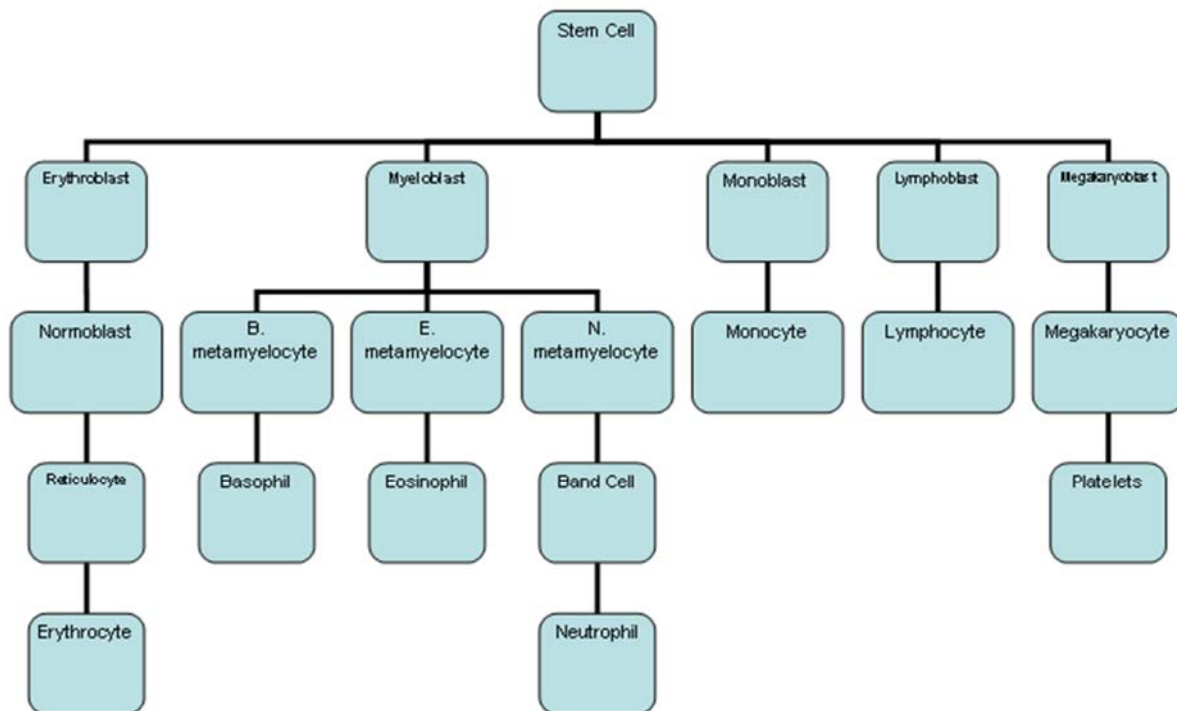 Stem Cell
Erythroblast
Myeloblast
Monoblast
Lymphoblast
Megakaryoblast
Normoblast
B.
metamyelocyte
E.
metamyelocyte
N.
metamyelocyte
Monocyte
Lymphocyte
Megakaryocyte
Reticulocyte
Basophil
Eosinophil
Band Cell
Platelets
Erythrocyte
Neutrophil